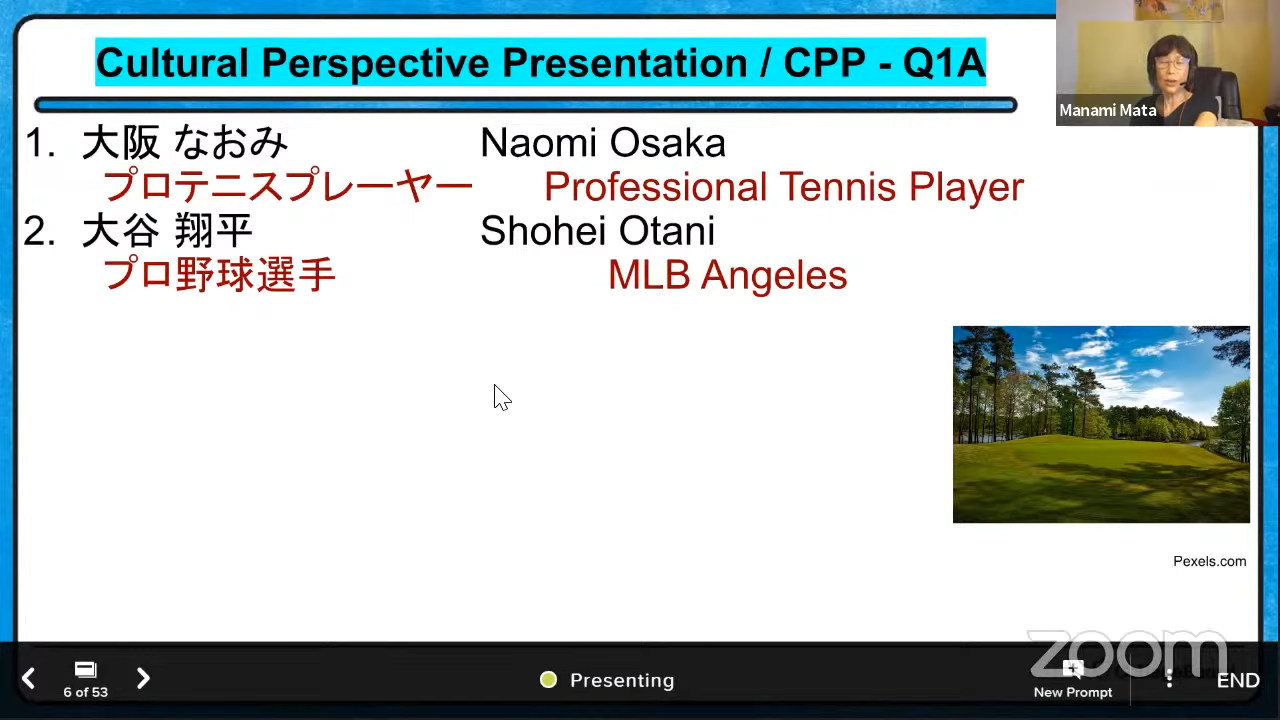 Cultural Perspective Presentation / CPP - Q1A
Manami Mata
1. 大阪 なおみ Naomi Osaka
プロテニスプレーヤー Professional Tennis Player
2. 大谷 翔平 Shohei Otani
プロ野球選手 MLB Angeles
Pexels.com
zoom
6 of 53
Presenting
New Prompt
END